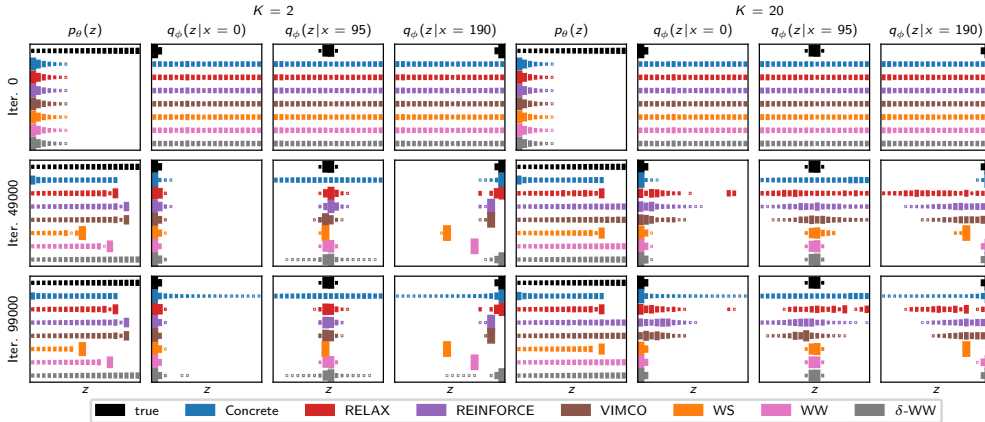 K = 2 K = 20
pθ(z) qϕ(z|x = 0) qϕ(z|x = 95) qϕ(z|x = 190) pθ(z) qϕ(z|x = 0) qϕ(z|x = 95) qϕ(z|x = 190)
Iter. 0
Iter. 49000
Iter. 99000
z z z z z z z z
true Concrete RELAX REINFORCE VIMCO WS WW δ-WW